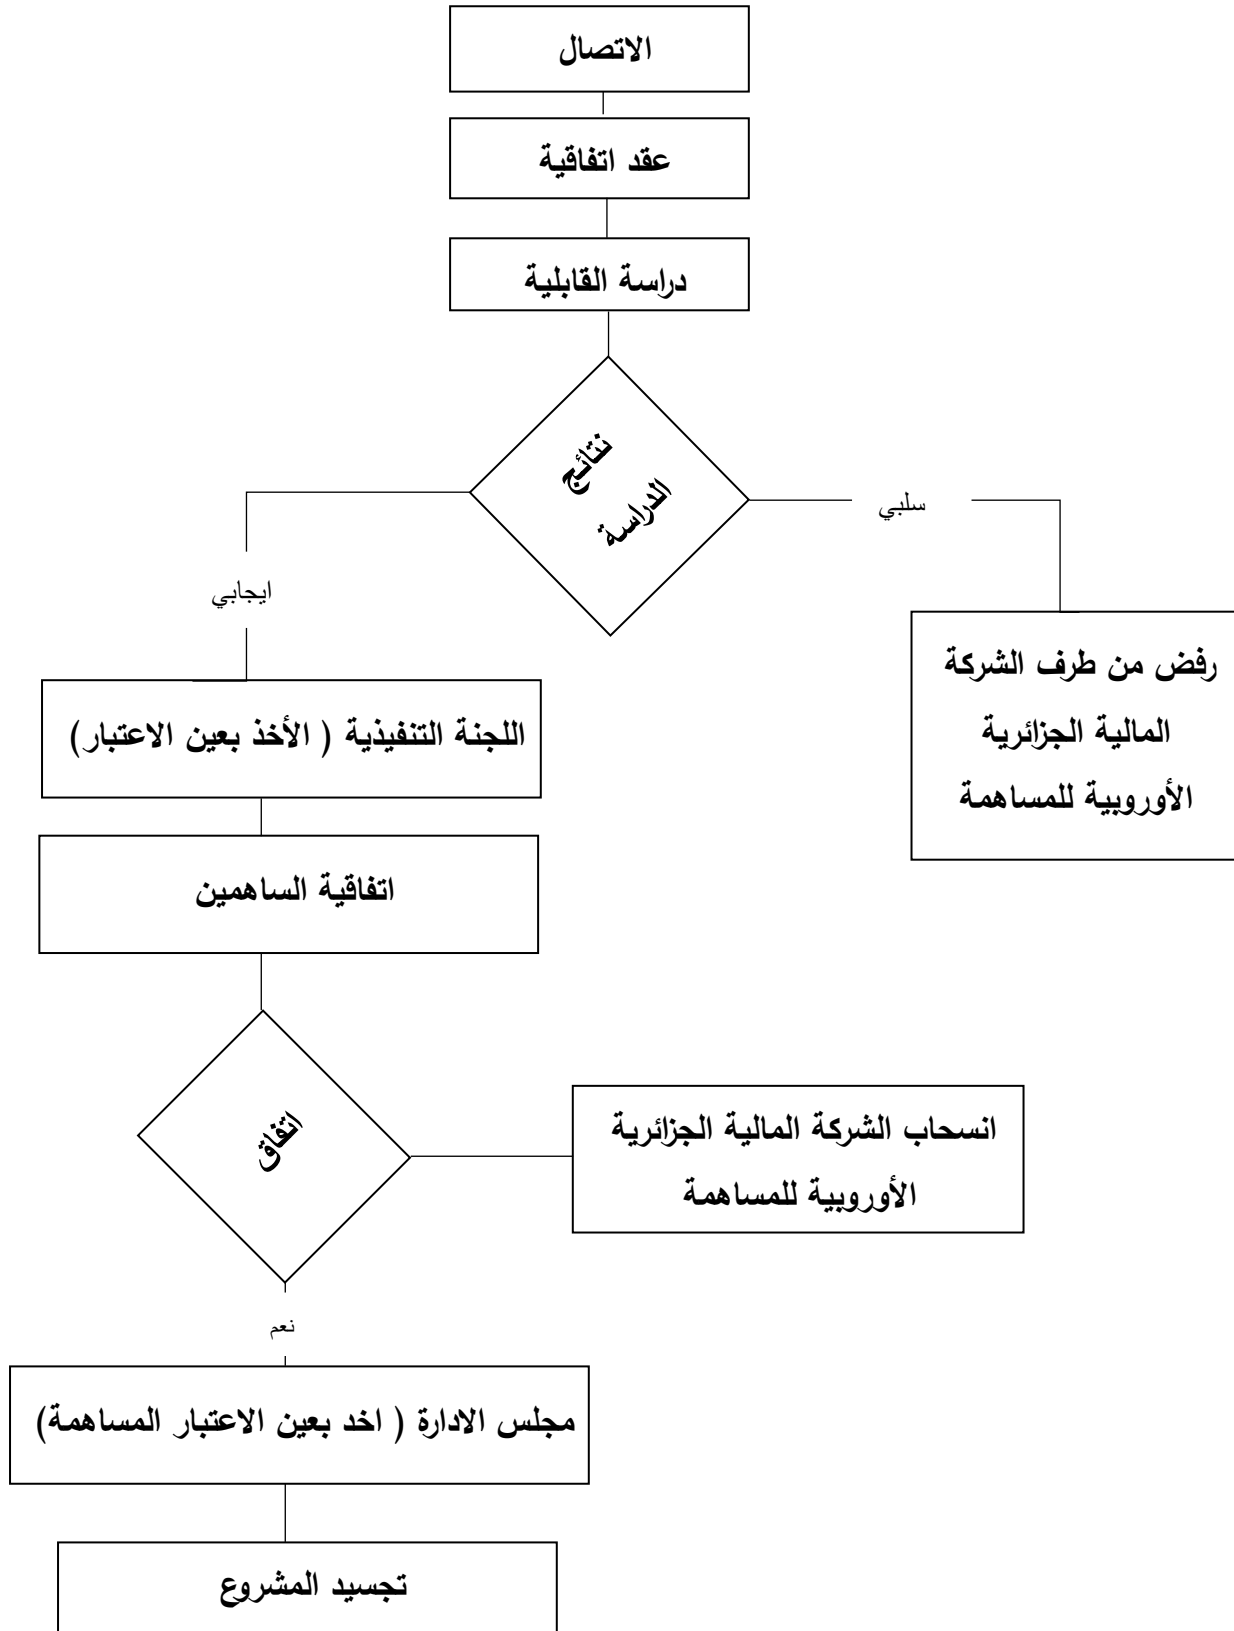 الاتصال
عقد اتفاقية
دراسة القابلية
نتائج
الدراسة
سلبي
ايجابي
رفض من طرف الشركة
المالية الجزائرية
الأوروبية للمساهمة
اللجنة التنفيذية ( الأخذ بعين الاعتبار)
اتفاقية الساهمين
اتفاق
انسحاب الشركة المالية الجزائرية
الأوروبية للمساهمة
نعم
مجلس الادارة ( اخد بعين الاعتبار المساهمة)
تجسيد المشروع